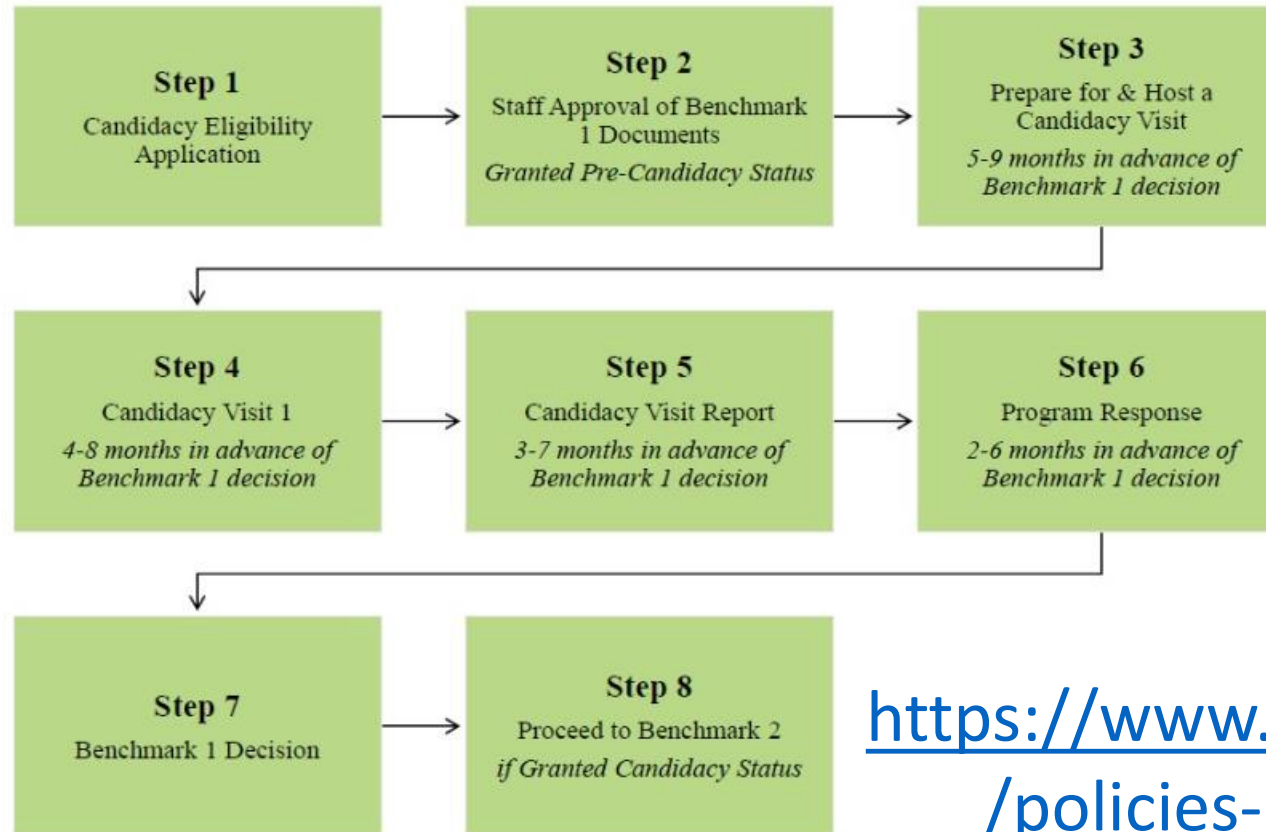 Step 1
Candidacy Eligibility
Application
Step 2
Staff Approval of Benchmark
1 Documents
Granted Pre-Candidacy Status
Step 3
Prepare for & Host a
Candidacy Visit
5-9 months in advance of
Benchmark 1 decision
Step 4
Candidacy Visit 1
4-8 months in advance of
Benchmark 1 decision
Step 5
Candidacy Visit Report
3-7 months in advance of
Benchmark 1 decision
Step 6
Program Response
2-6 months in advance of
Benchmark 1 decision
Step 7
Benchmark 1 Decision
Step 8
Proceed to Benchmark 2
if Granted Candidacy Status
https://www.
/policies-